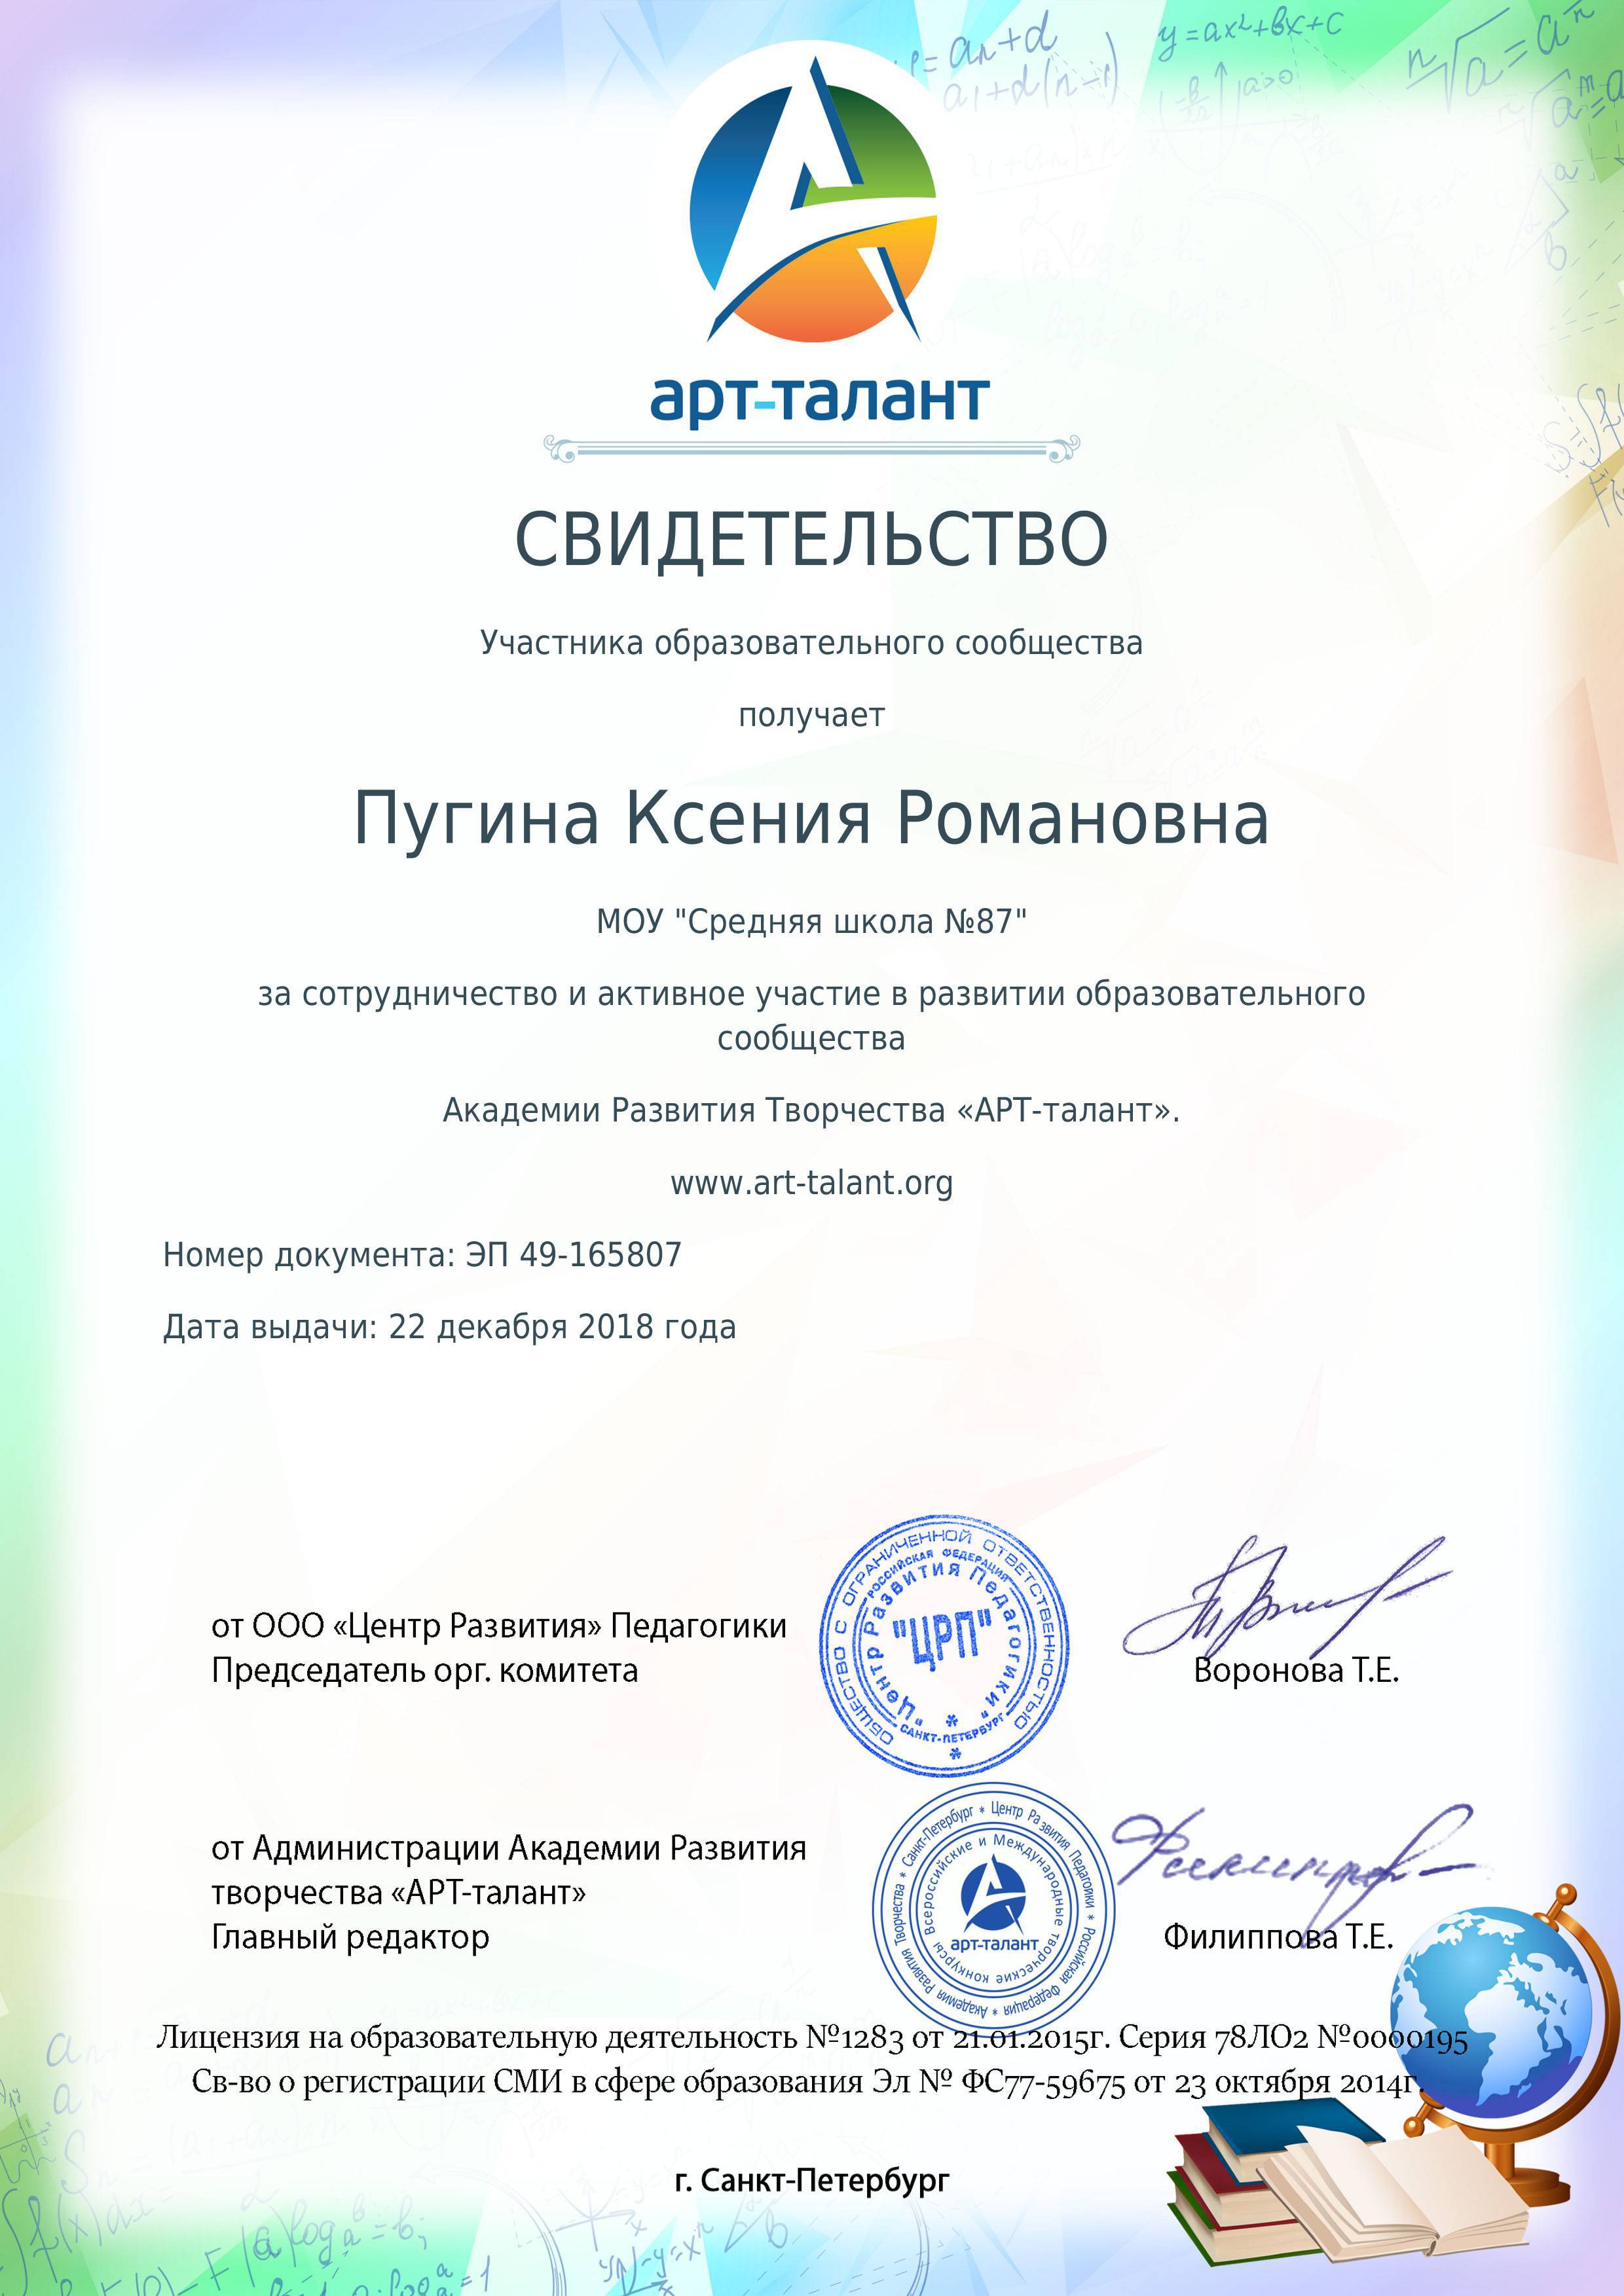 арт-талант
СВИДЕТЕЛЬСТВО
Участника образовательного сообщества
получает
Пугина Ксения Романовна
МОУ "Средняя школа №87"
за сотрудничество и активное участие в развитии образовательного
сообщества
Академии Развития Творчества «АРТ-талант».
www.art-talant.org
Номер документа: ЭП 49-165807
Дата выдачи: 22 декабря 2018 года
от ООО «Центр Развития» Педагогики
Председатель орг. комитета
ОБЩЕСТВО С ОГРАНИЧЕННОЙ ОТВЕТСТВЕННОСТЬЮ
РОССИЙСКАЯ ФЕДЕРАЦИЯ
"Центр Развития Педагогики"
"ЦРП"
САНКТ-ПЕТЕРБУРГ
Воронова Т.Е.
от Администрации Академии Развития
творчества «АРТ-талант»
Главный редактор
Академия Развития Творчества * Санкт-Петербург * Центр Развития Педагогики * Российская Федерация *
Всероссийские и Международные творческие конкурсы
арт-талант
Филиппова Т.Е.
Лицензия на образовательную деятельность №1283 от 21.01.2015г. Серия 78ЛО2 №0000195
Св-во о регистрации СМИ в сфере образования Эл № ФС77-59675 от 23 октября 2014г.
г. Санкт-Петербург